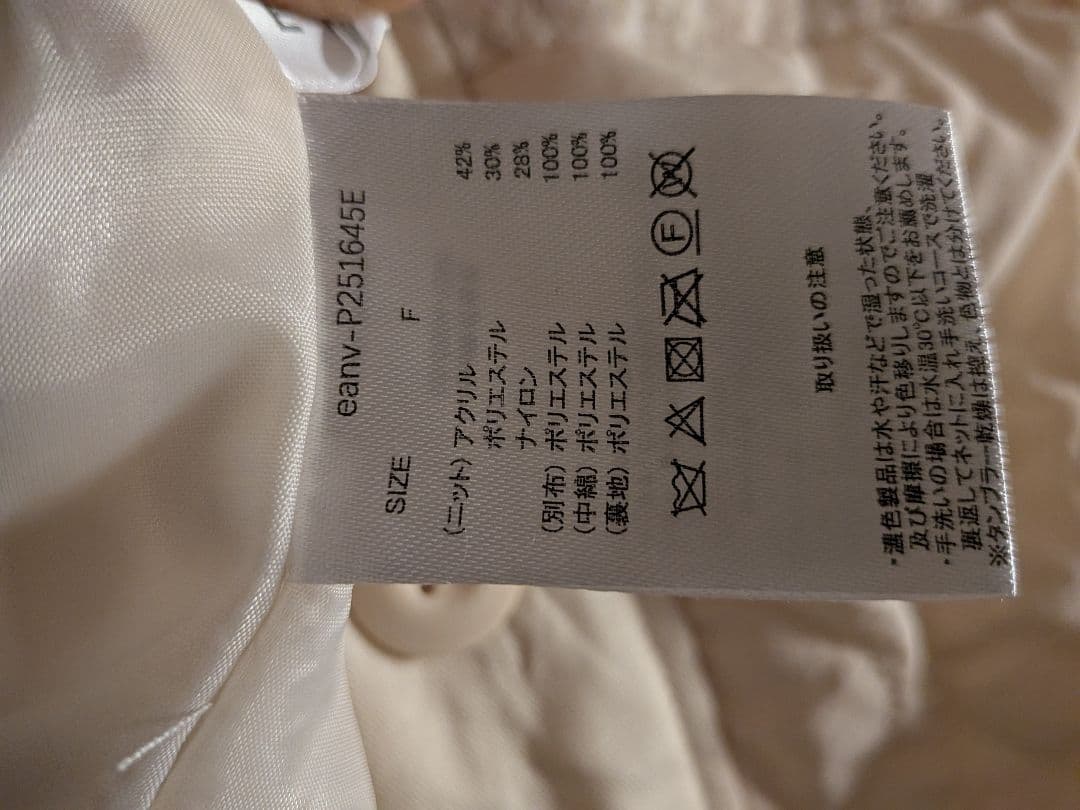 eanv-P251645E
SIZE F
(ニット) アクリル 42%
ポリエステル 30%
ナイロン 28%
(別布) ポリエステル 100%
(中綿) ポリエステル 100%
(裏地) ポリエステル 100%
F W
取り扱いの注意
・濃色製品は水や汗などで湿った状態、
及び摩擦により色移りしますのでご注意ください。
・手洗いの場合は水温30℃以下をお薦めします。
裏返してネットに入れ手洗いコースで洗濯
※タンブラー乾燥は控え、色物とは分けてください。